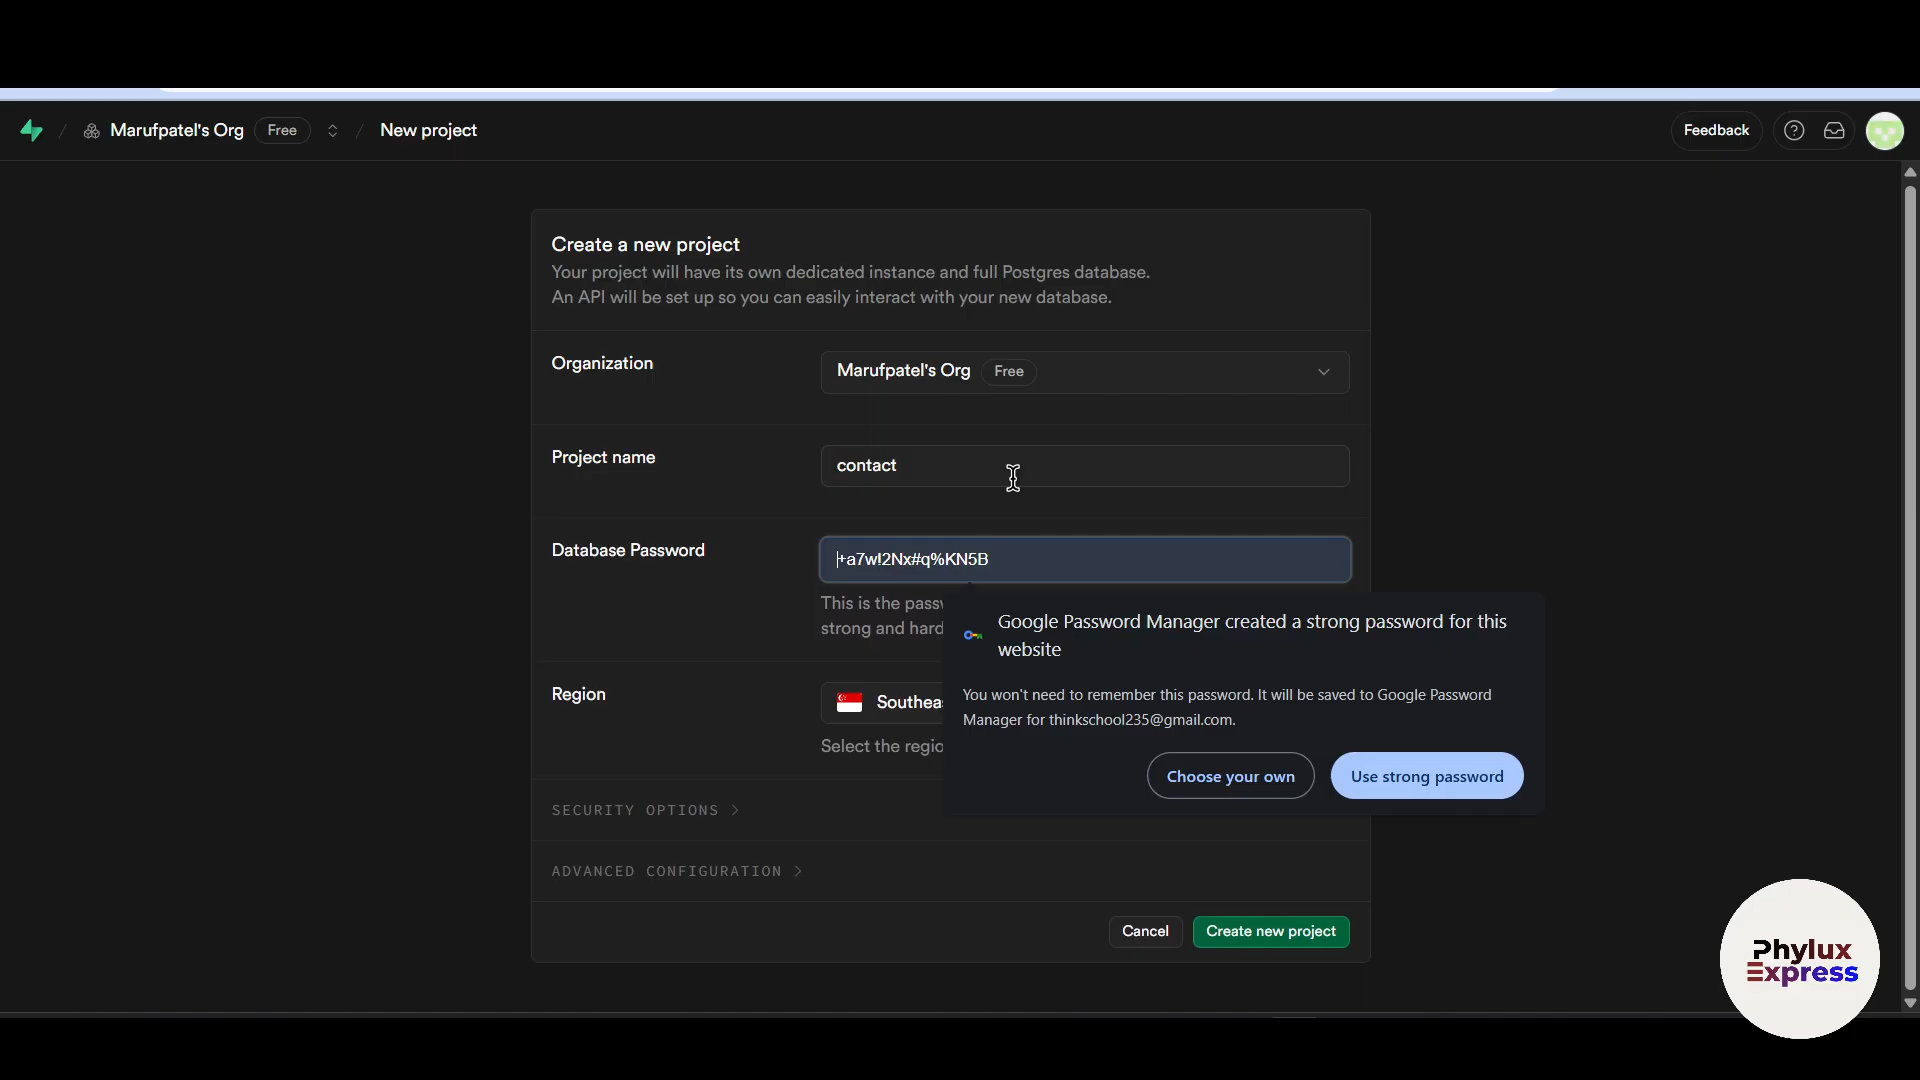 Marufpatel's Org Free / New project
Feedback
Create a new project
Your project will have its own dedicated instance and full Postgres database.
An API will be set up so you can easily interact with your new database.
Organization
Marufpatel's Org Free
Project name
contact
Database Password
+a7w!2Nx#q%KN5B
This is the
strong and hard
Google Password Manager created a strong password for this
website
You won't need to remember this password. It will be saved to Google Password
Manager for thinkschool235@gmail.com.
Choose your own
Use strong password
Region
Select the
SECURITY OPTIONS >
ADVANCED CONFIGURATION >
Cancel
Create new project
Phylux
Express